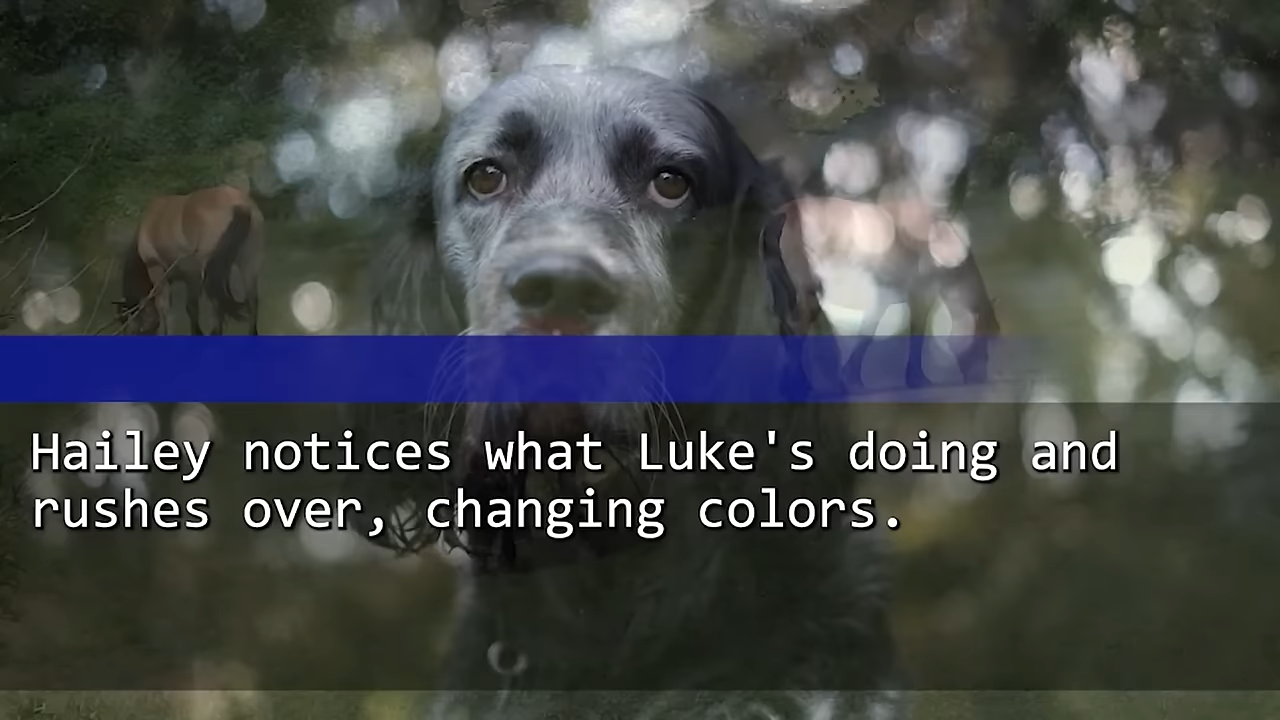 Hailey notices what Luke's doing and
rushes over, changing colors.